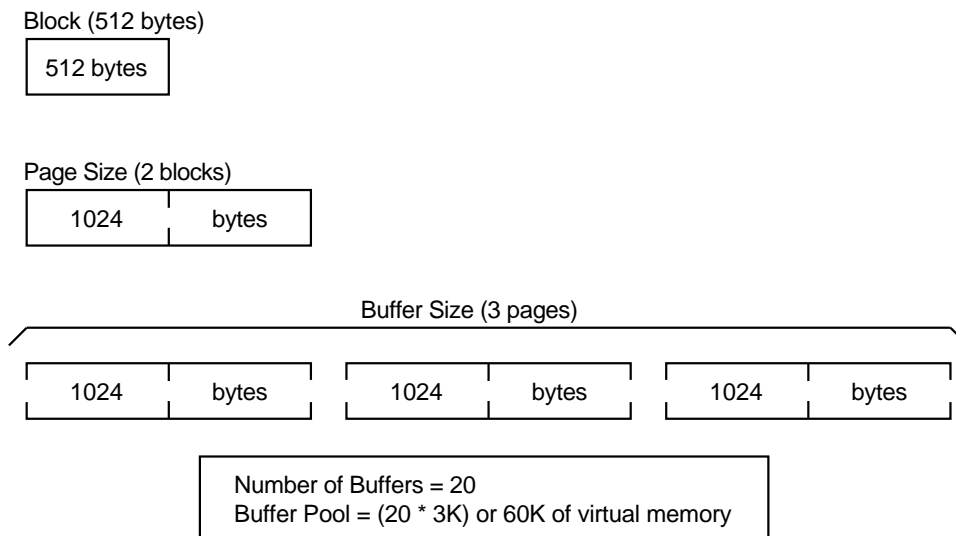 Block (512 bytes)
512 bytes
Page Size (2 blocks)
1024 bytes
Buffer Size (3 pages)
1024 bytes 1024 bytes 1024 bytes
Number of Buffers = 20
Buffer Pool = (20 * 3K) or 60K of virtual memory